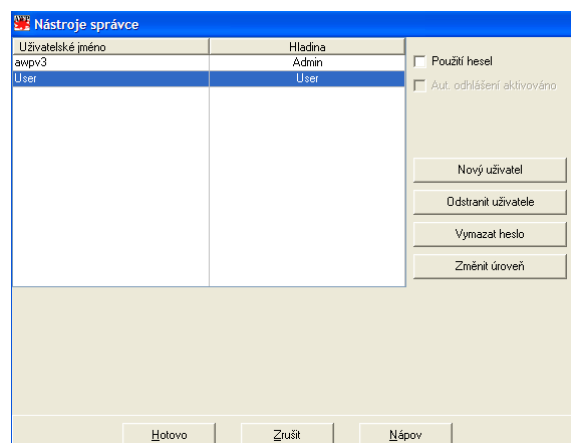 Nástroje správce
Uživatelské jméno Hladina
awpv3 Admin
User User
Použití hesel
Aut. odhlášení aktivováno
Nový uživatel
Odstranit uživatele
Vymazat heslo
Změnit úroveň
Hotovo Zrušit Nápov